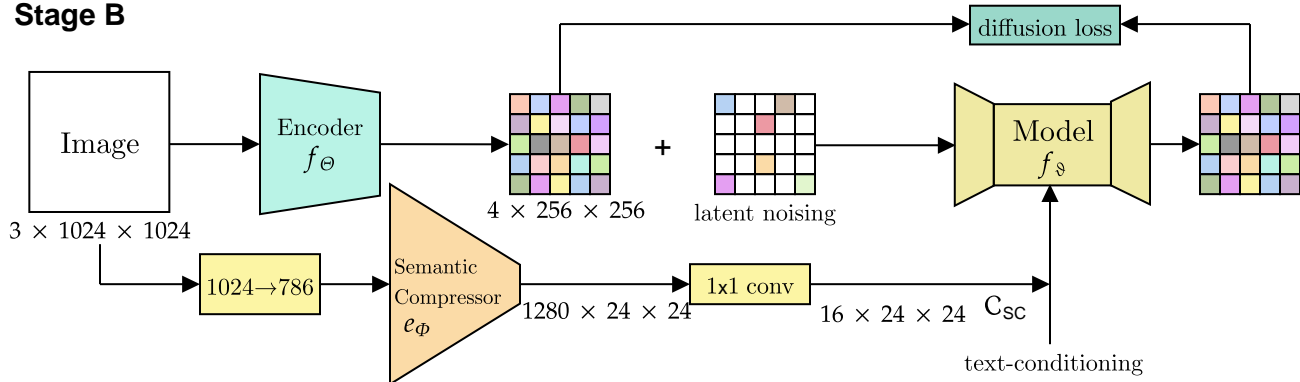 Stage B
diffusion loss
Image
Encoder
f_Θ
+
Model
f_ϑ
3 × 1024 × 1024
4 × 256 × 256
latent noising
1024→786
Semantic
Compressor
e_Φ
1280 × 24 × 24
1x1 conv
16 × 24 × 24
C_SC
text-conditioning